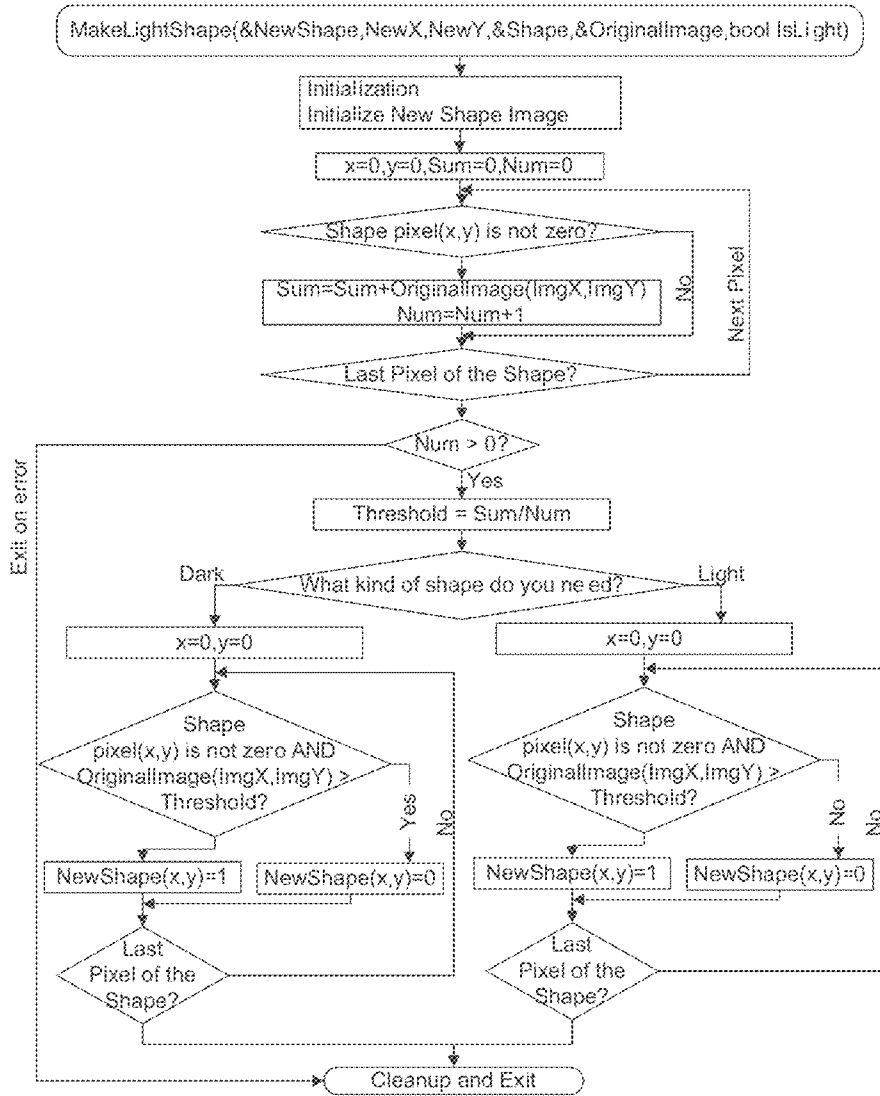 MakeLightShape(&NewShape,NewX,NewY,&Shape,&OriginalImage,bool IsLight)
Initialization
Initialize New Shape Image
x=0,y=0,Sum=0,Num=0
Shape pixel(x,y) is not zero?
No
Next Pixel
Sum=Sum+OriginalImage(ImgX,ImgY)
Num=Num+1
Last Pixel of the Shape?
Num > 0?
Exit on error
Yes
Threshold = Sum/Num
What kind of shape do you need?
Dark
Light
x=0,y=0
x=0,y=0
Shape
pixel(x,y) is not zero AND
OriginalImage(ImgX,ImgY) >
Threshold?
Yes
No
NewShape(x,y)=1
NewShape(x,y)=0
Last
Pixel of the
Shape?
Shape
pixel(x,y) is not zero AND
OriginalImage(ImgX,ImgY) >
Threshold?
No
No
NewShape(x,y)=1
NewShape(x,y)=0
Last
Pixel of the
Shape?
Cleanup and Exit